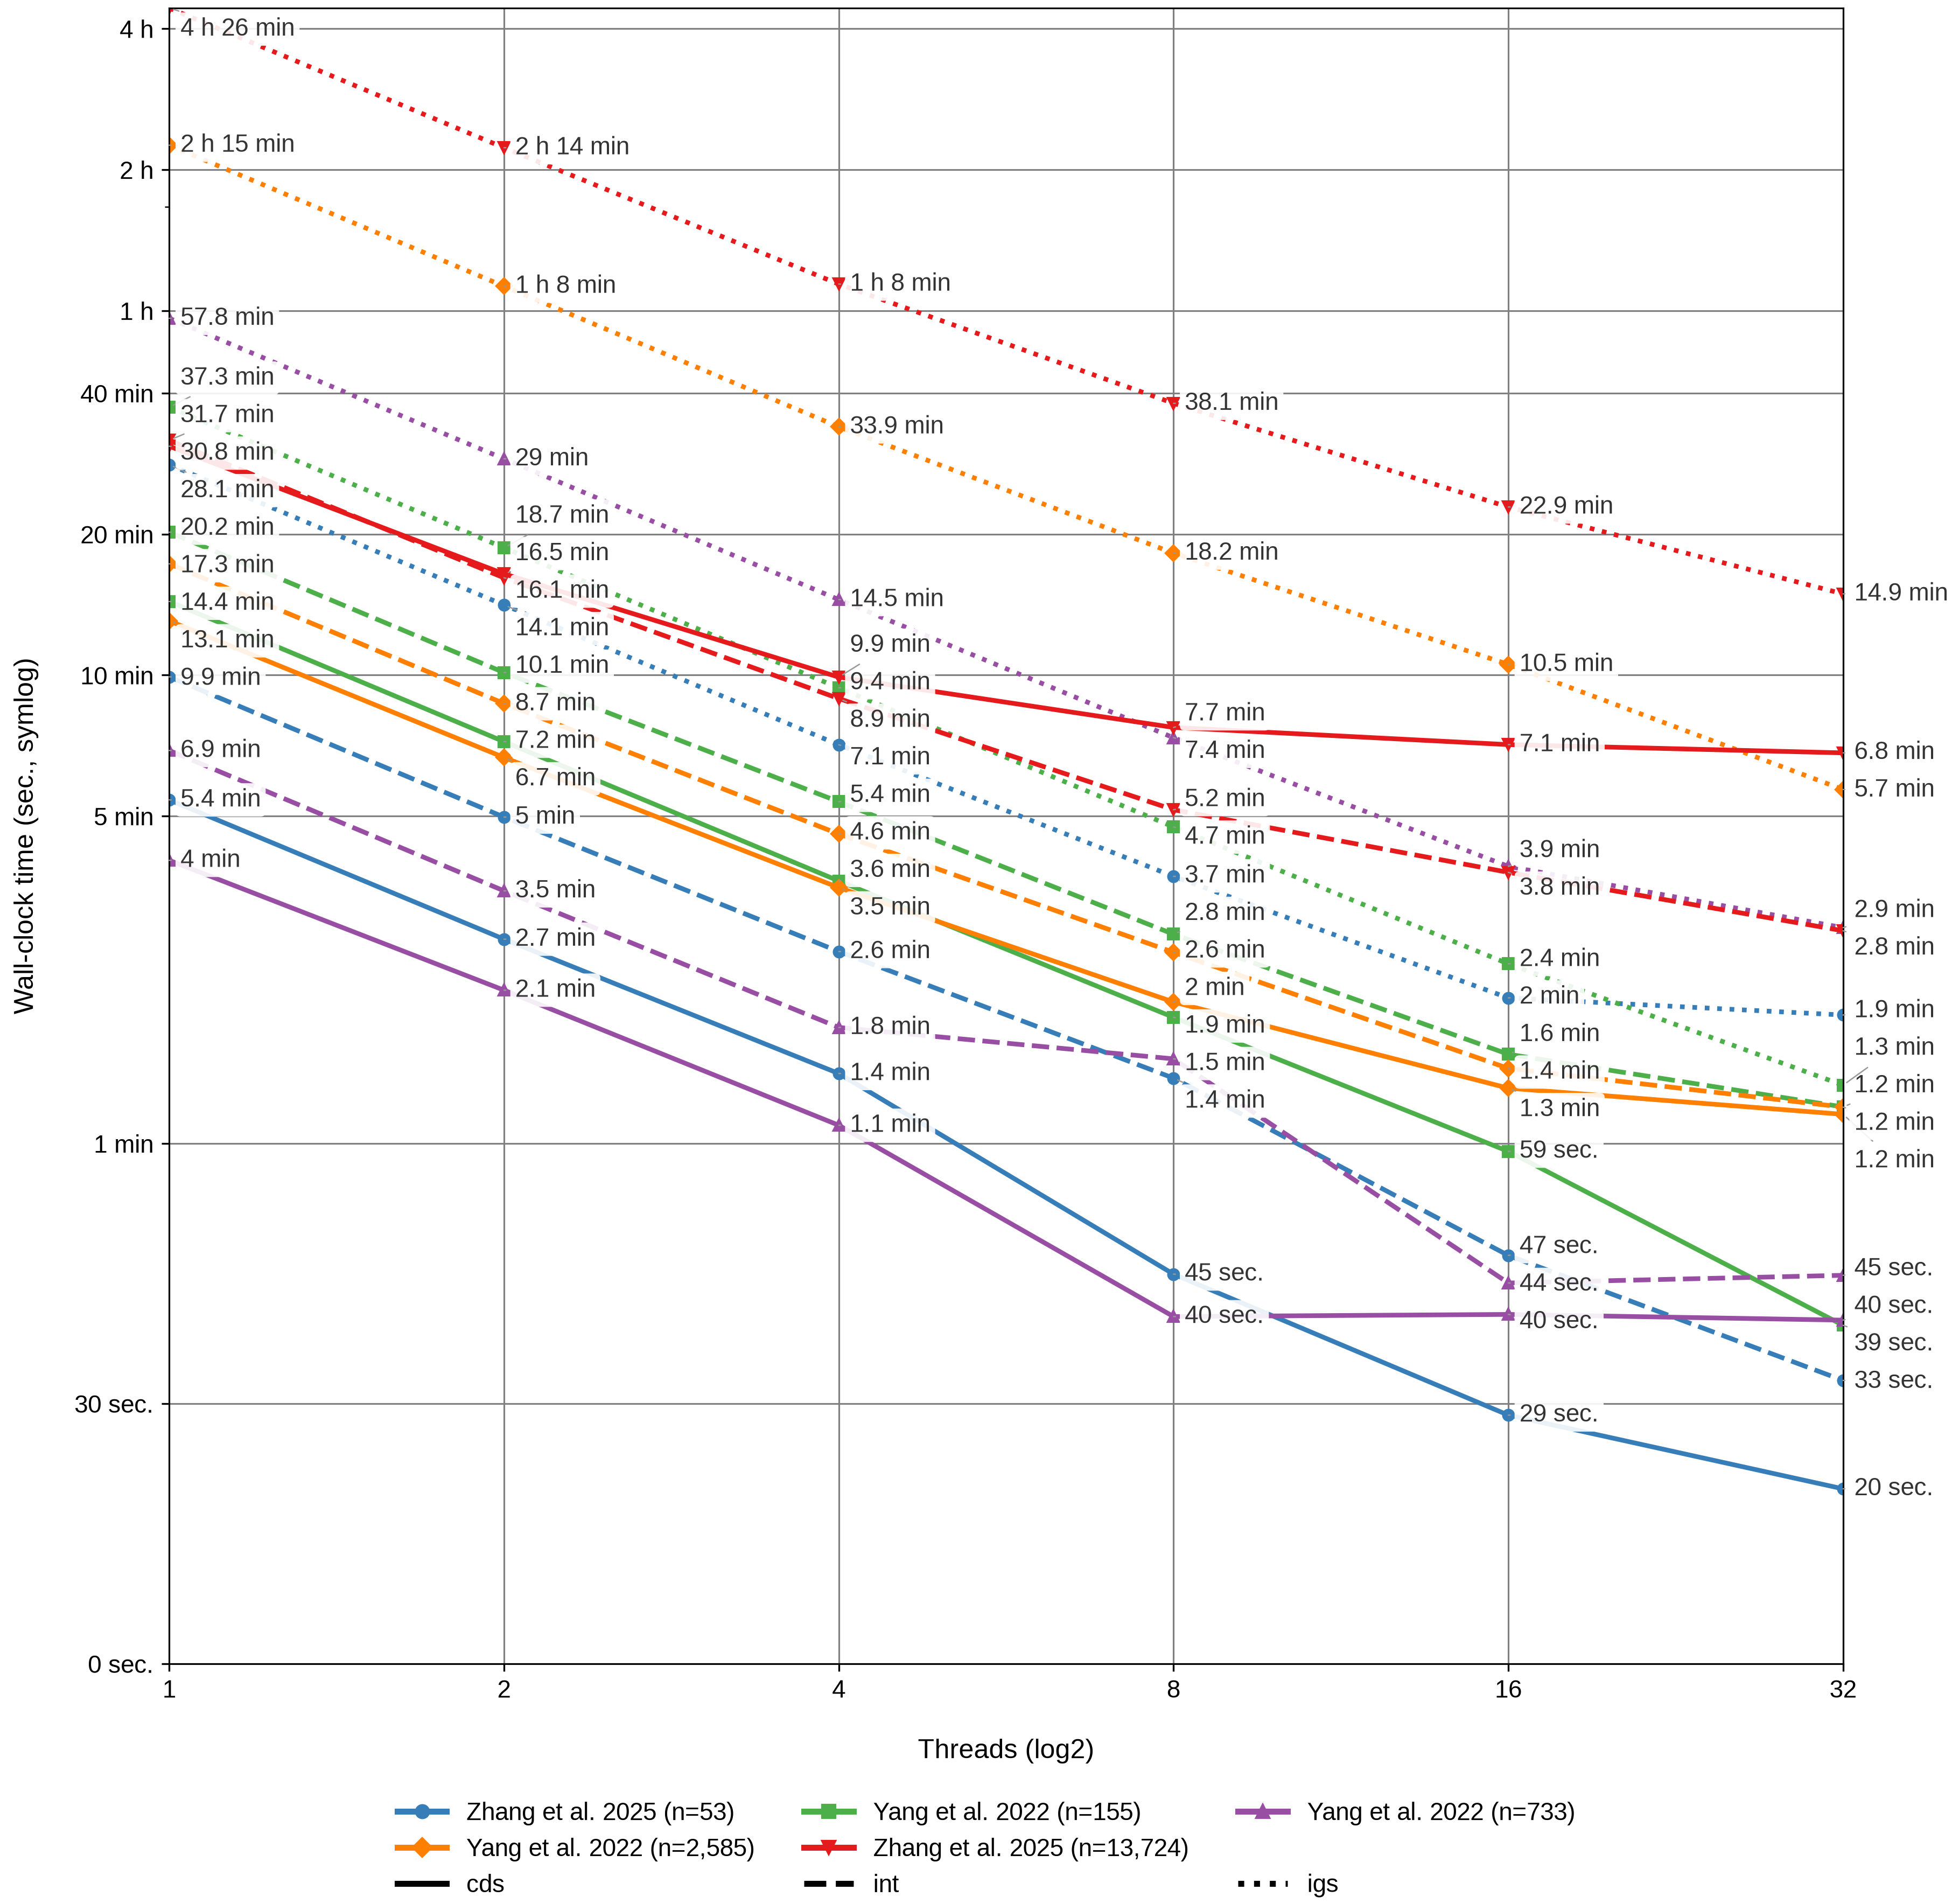 4 h
2 h
1 h
40 min
20 min
10 min
5 min
1 min
30 sec.
0 sec.
Wall-clock time (sec., symlog)
4 h 26 min
2 h 15 min
57.8 min
37.3 min
31.7 min
30.8 min
28.1 min
20.2 min
17.3 min
14.4 min
13.1 min
9.9 min
6.9 min
5.4 min
4 min
2 h 14 min
1 h 8 min
29 min
18.7 min
16.5 min
16.1 min
14.1 min
10.1 min
8.7 min
7.2 min
6.7 min
5 min
3.5 min
2.7 min
2.1 min
1 h 8 min
33.9 min
14.5 min
9.9 min
9.4 min
8.9 min
7.1 min
5.4 min
4.6 min
3.6 min
3.5 min
2.6 min
1.8 min
1.4 min
1.1 min
38.1 min
18.2 min
7.7 min
7.4 min
5.2 min
4.7 min
3.7 min
2.8 min
2.6 min
2 min
1.9 min
1.5 min
1.4 min
45 sec.
40 sec.
22.9 min
10.5 min
7.1 min
3.9 min
3.8 min
2.4 min
2 min
1.6 min
1.4 min
1.3 min
59 sec.
47 sec.
44 sec.
40 sec.
29 sec.
14.9 min
6.8 min
5.7 min
2.9 min
2.8 min
1.9 min
1.3 min
1.2 min
1.2 min
1.2 min
45 sec.
40 sec.
39 sec.
33 sec.
20 sec.
1 2 4 8 16 32
Threads (log2)
Zhang et al. 2025 (n=53) Yang et al. 2022 (n=155) Yang et al. 2022 (n=733)
Yang et al. 2022 (n=2,585) Zhang et al. 2025 (n=13,724)
cds int igs